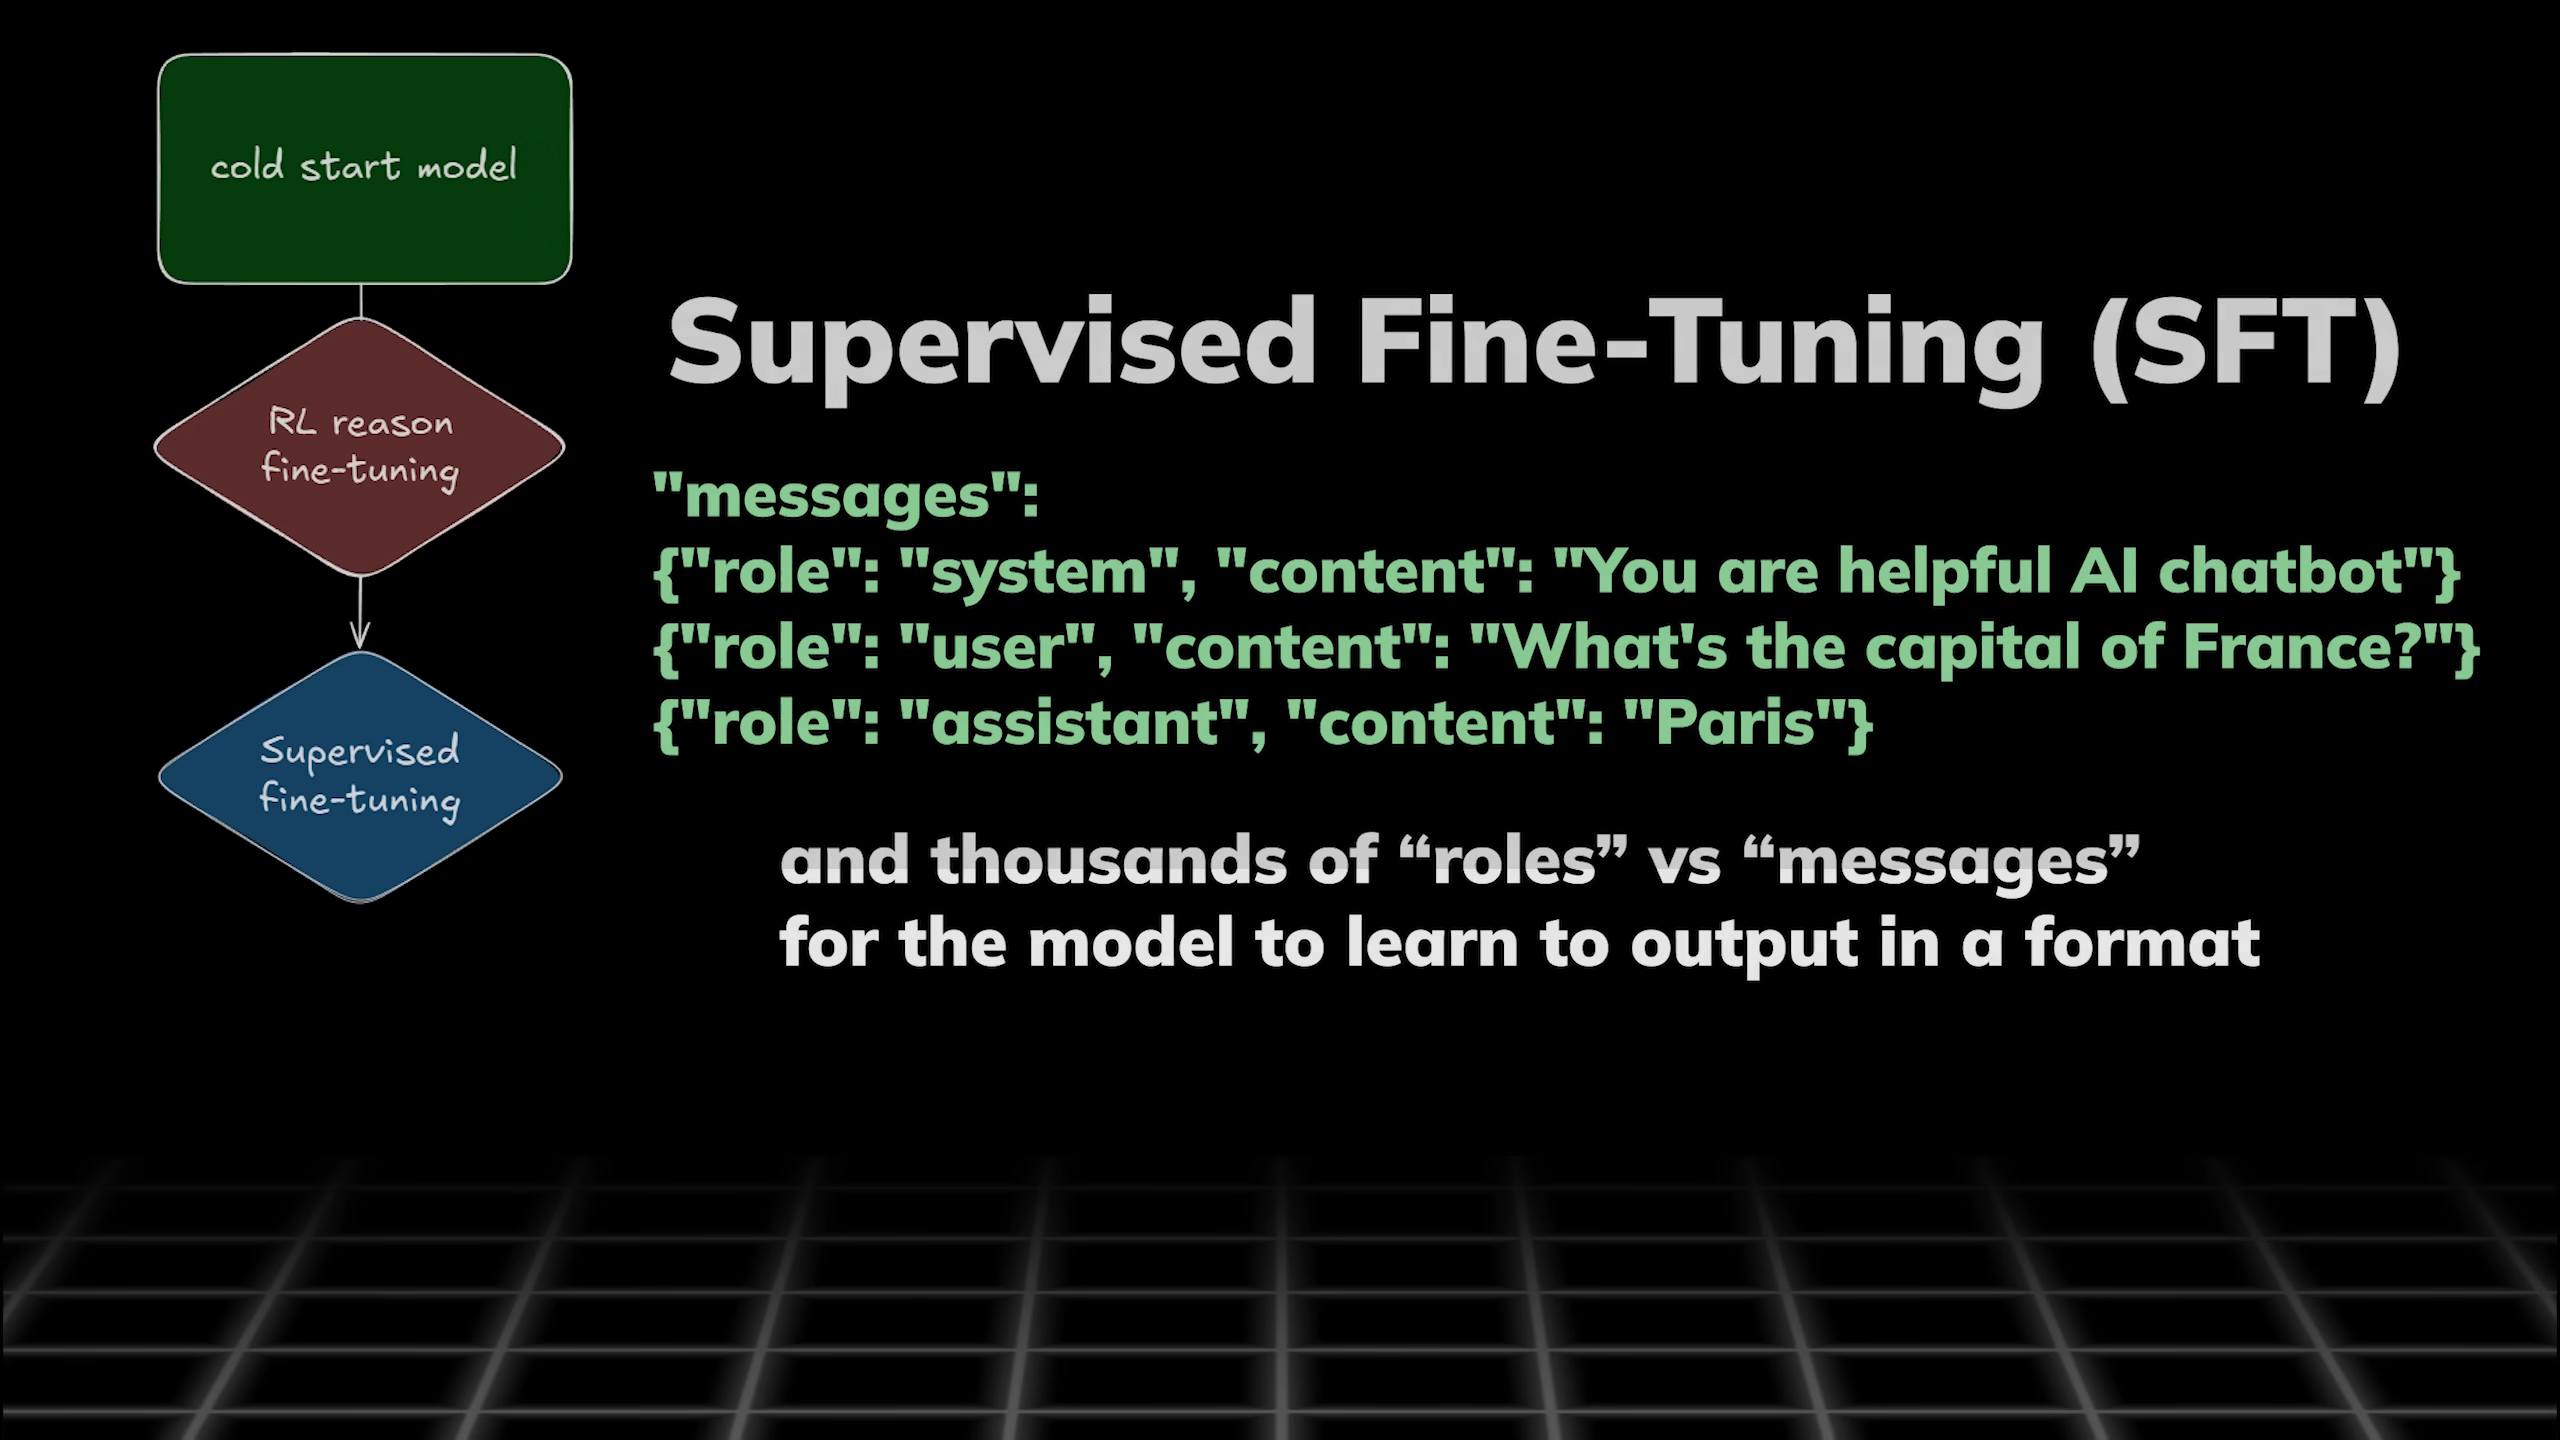 cold start model
RL reason
fine-tuning
Supervised
fine-tuning
Supervised Fine-Tuning (SFT)
"messages":
{"role": "system", "content": "You are helpful AI chatbot"}
{"role": "user", "content": "What's the capital of France?"}
{"role": "assistant", "content": "Paris"}
and thousands of “roles” vs “messages”
for the model to learn to output in a format